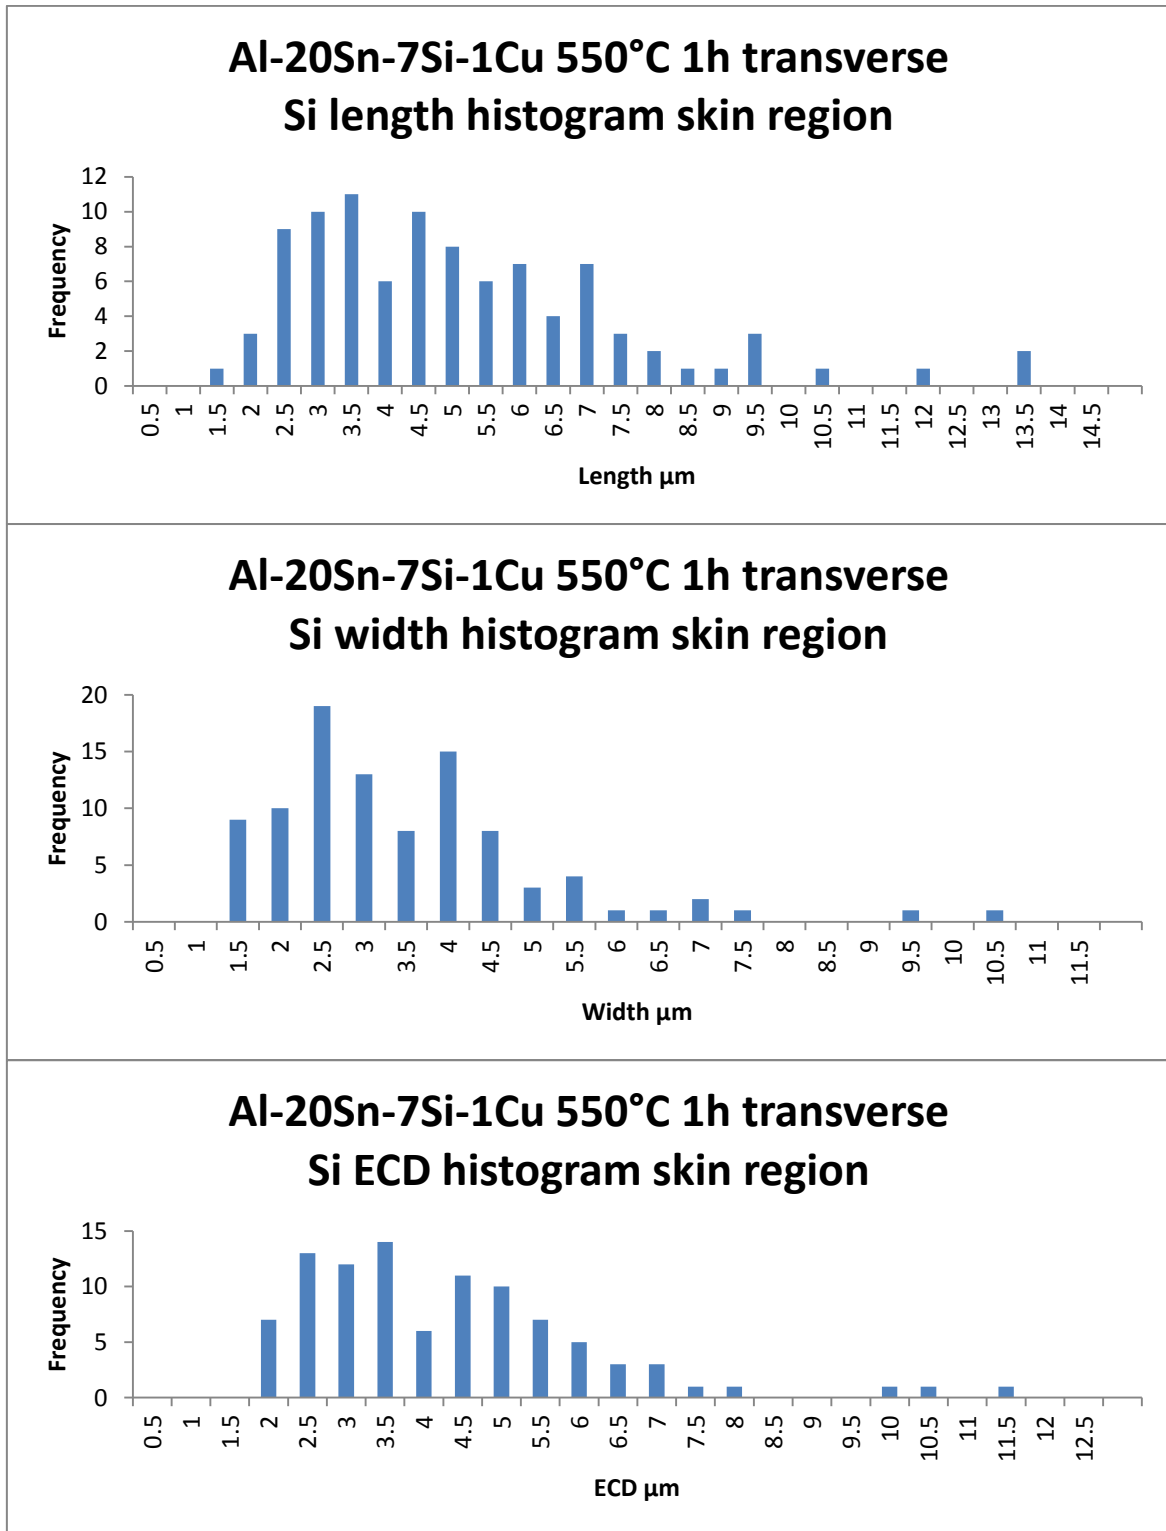 Al-20Sn-7Si-1Cu 550°C 1h transverse
Si length histogram skin region
12
10
8
6
4
2
0
Frequency
0.5 1 1.5 2 2.5 3 3.5 4 4.5 5 5.5 6 6.5 7 7.5 8 8.5 9 9.5 10 10.5 11 11.5 12 12.5 13 13.5 14 14.5
Length µm
Al-20Sn-7Si-1Cu 550°C 1h transverse
Si width histogram skin region
20
15
10
5
0
Frequency
0.5 1 1.5 2 2.5 3 3.5 4 4.5 5 5.5 6 6.5 7 7.5 8 8.5 9 9.5 10 10.5 11 11.5
Width µm
Al-20Sn-7Si-1Cu 550°C 1h transverse
Si ECD histogram skin region
15
10
5
0
Frequency
0.5 1 1.5 2 2.5 3 3.5 4 4.5 5 5.5 6 6.5 7 7.5 8 8.5 9 9.5 10 10.5 11 11.5 12 12.5
ECD µm